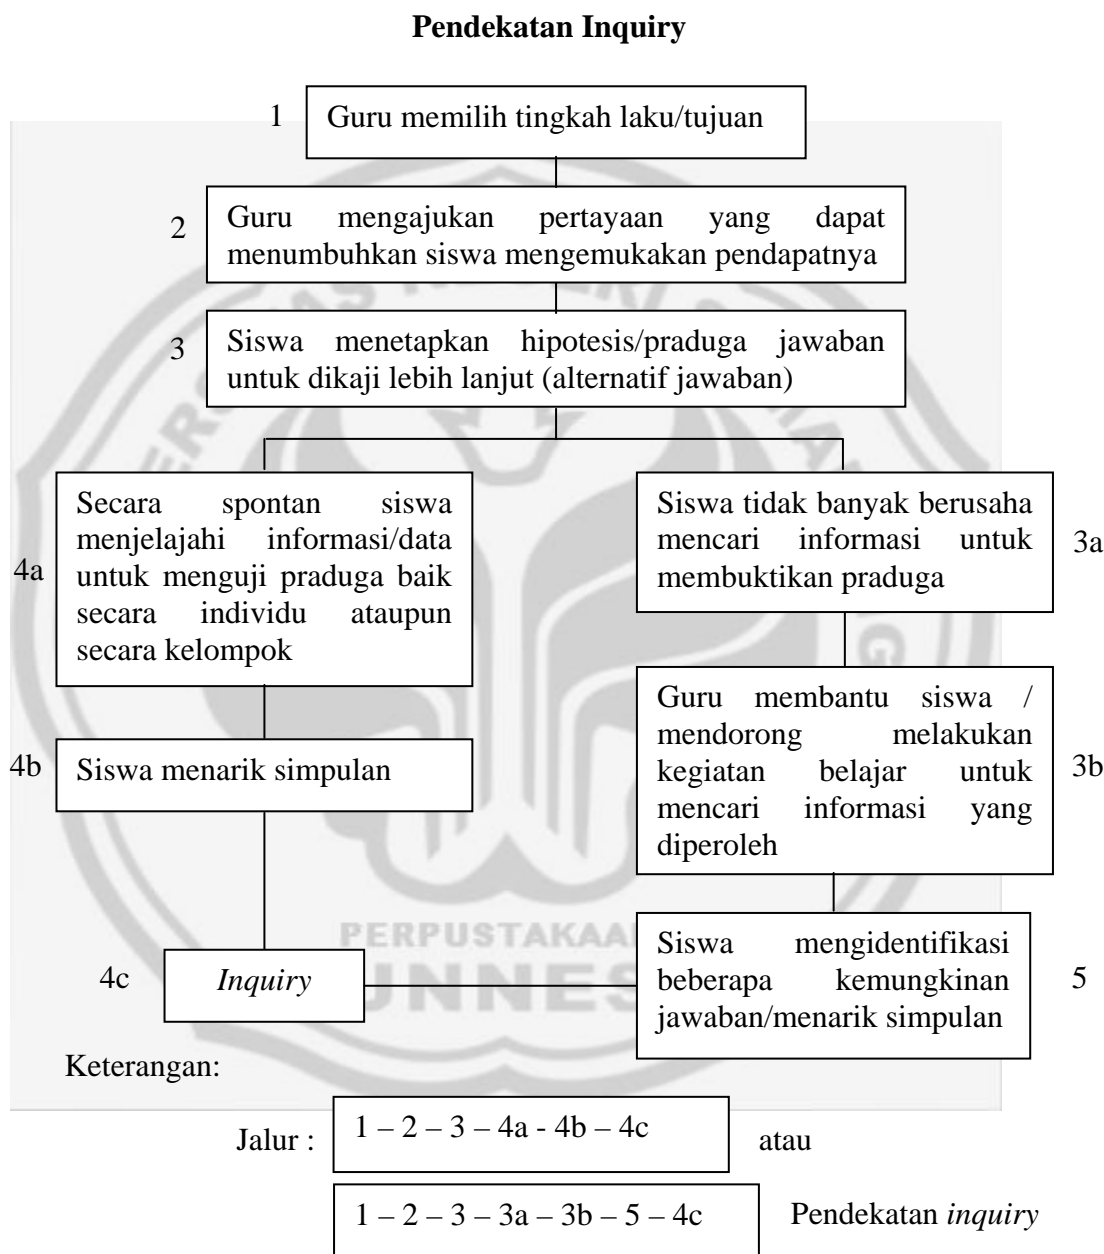 Pendekatan Inquiry
1
Guru memilih tingkah laku/tujuan
2
Guru mengajukan pertayaan yang dapat
menumbuhkan siswa mengemukakan pendapatnya
3
Siswa menetapkan hipotesis/praduga jawaban
untuk dikaji lebih lanjut (alternatif jawaban)
4a
Secara spontan siswa
menjelajahi informasi/data
untuk menguji praduga baik
secara individu ataupun
secara kelompok
Siswa tidak banyak berusaha
mencari informasi untuk
membuktikan praduga
3a
4b
Siswa menarik simpulan
Guru membantu siswa /
mendorong melakukan
kegiatan belajar untuk
mencari informasi yang
diperoleh
3b
4c
Inquiry
Siswa mengidentifikasi
beberapa kemungkinan
jawaban/menarik simpulan
5
PERPUSTAKAA
UNNES
Keterangan:
Jalur :
1 – 2 – 3 – 4a - 4b – 4c
atau
1 – 2 – 3 – 3a – 3b – 5 – 4c
Pendekatan inquiry